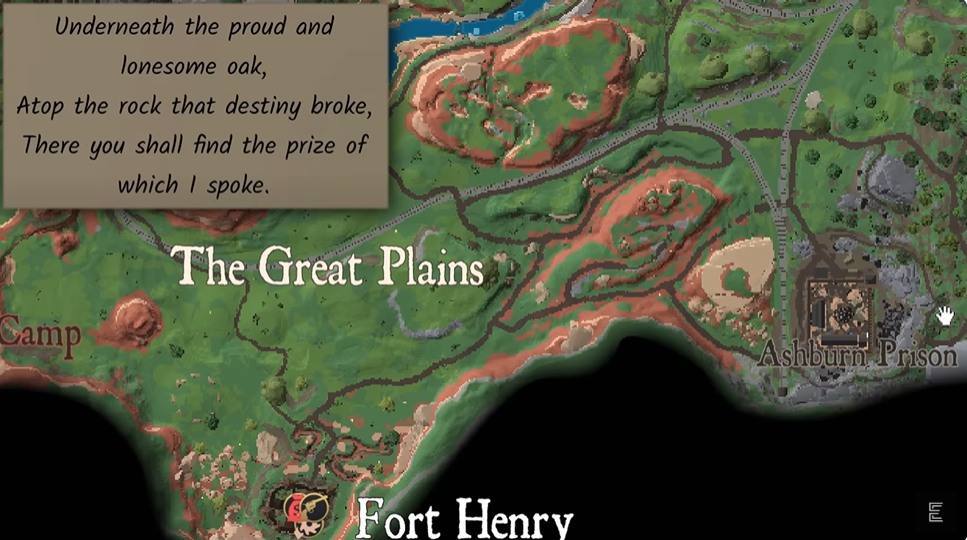 Underneath the proud and
lonesome oak,
Atop the rock that destiny broke,
There you shall find the prize of
which I spoke.
The Great Plains
Camp
Ashburn Prison
Fort Henry
E